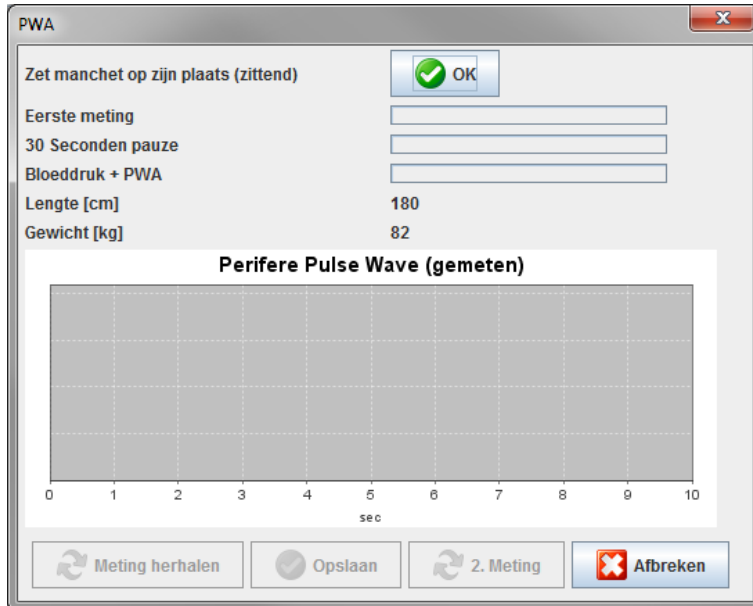 PWA
Zet manchet op zijn plaats (zittend)
OK
Eerste meting
30 Seconden pauze
Bloeddruk + PWA
Lengte [cm] 180
Gewicht [kg] 82
Perifere Pulse Wave (gemeten)
0 1 2 3 4 5 6 7 8 9 10
sec
Meting herhalen Opslaan 2. Meting Afbreken